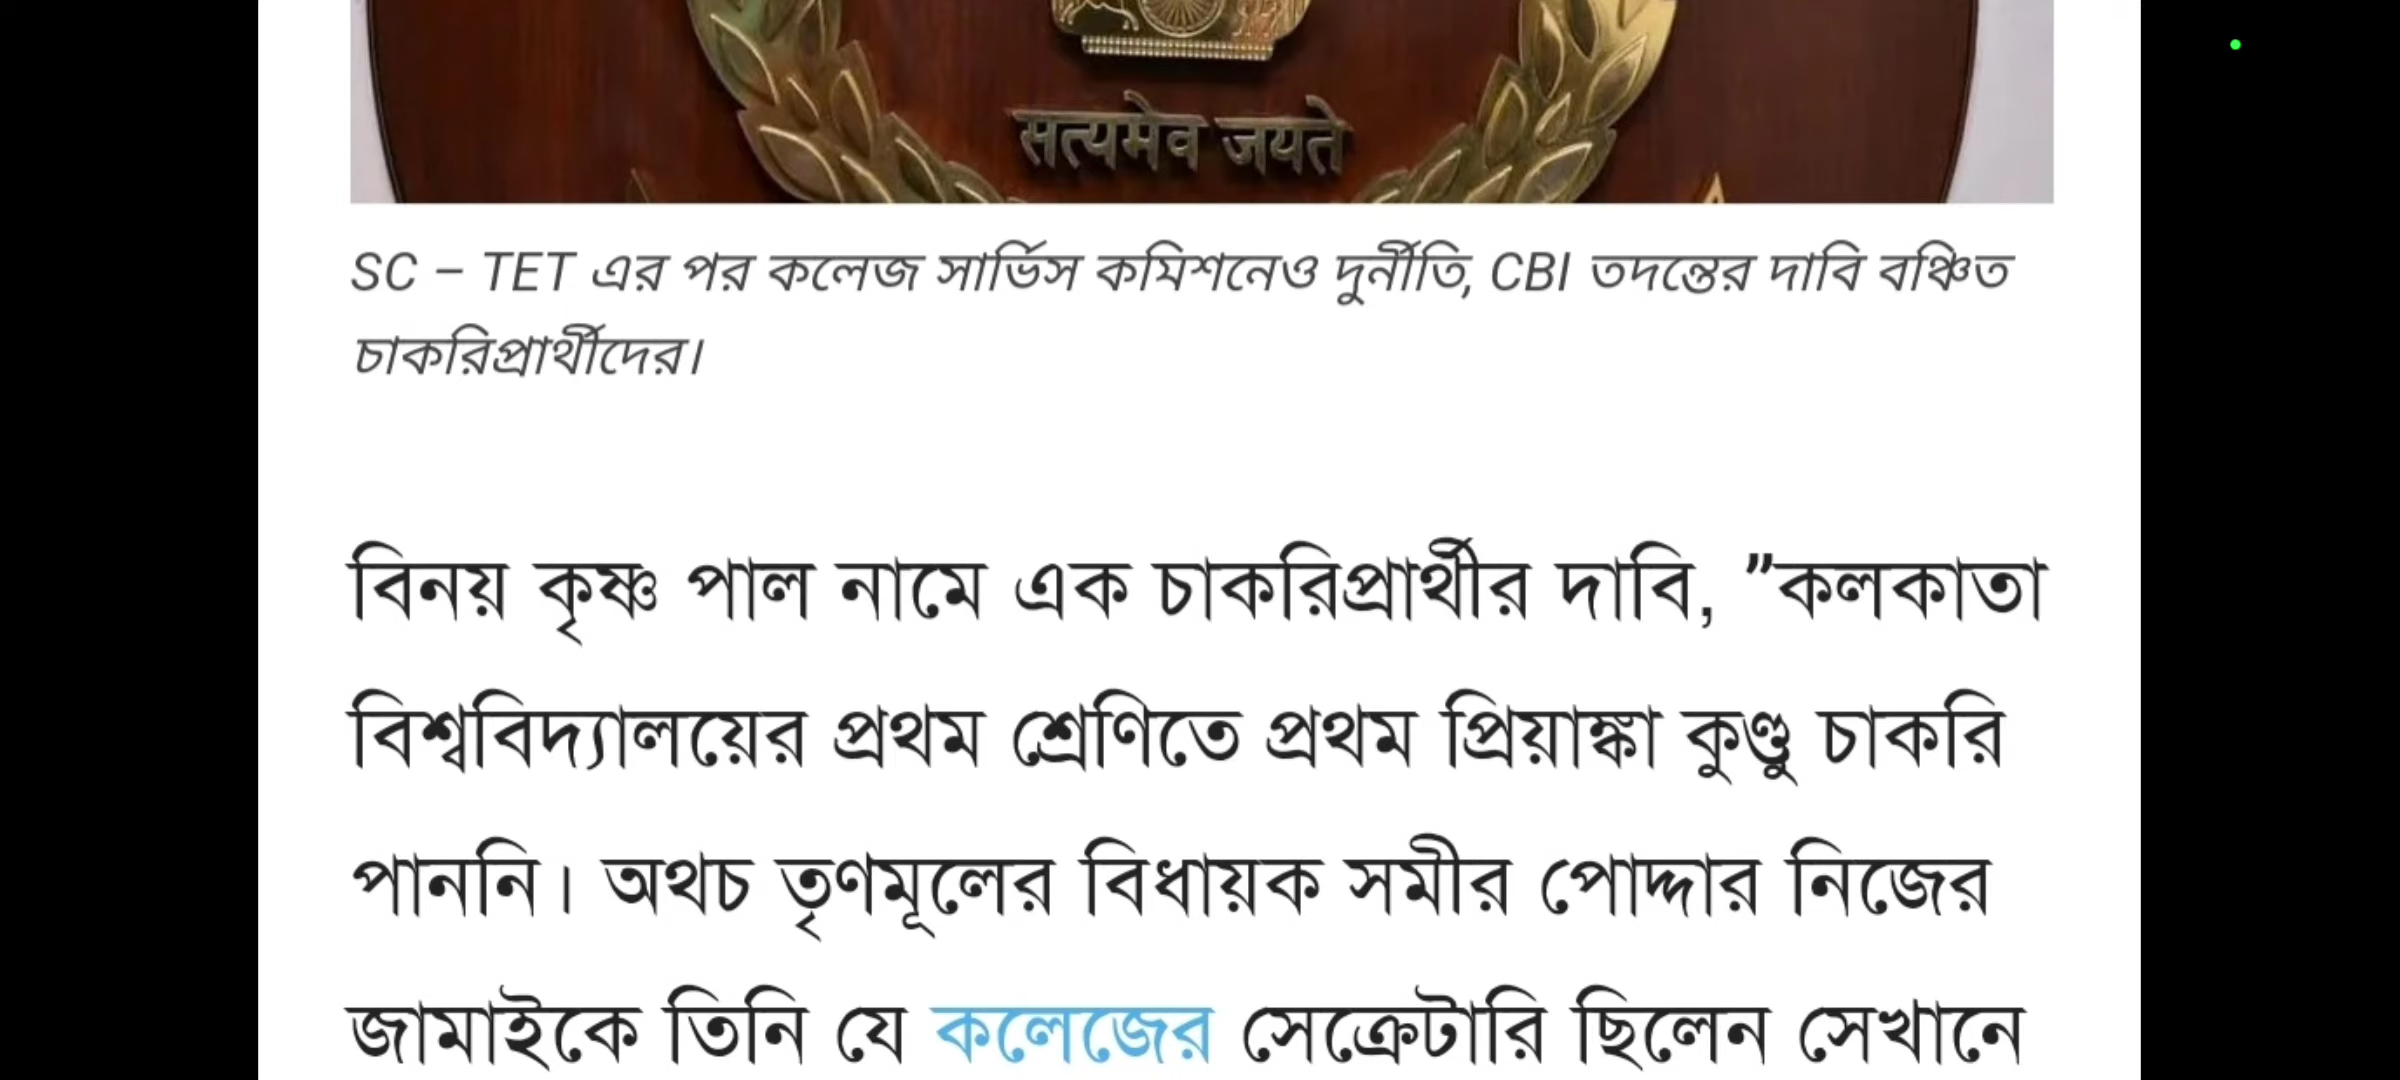 सत्यमेव जयते
SC – TET এর পর কলেজ সার্ভিস কমিশনেও দুর্নীতি, CBI তদন্তের দাবি বঞ্চিত
চাকরিপ্রার্থীদের।
বিনয় কৃষ্ণ পাল নামে এক চাকরিপ্রার্থীর দাবি, ”কলকাতা
বিশ্ববিদ্যালয়ের প্রথম শ্রেণিতে প্রথম প্রিয়াঙ্কা কুণ্ডু চাকরি
পাননি। অথচ তৃণমূলের বিধায়ক সমীর পোদ্দার নিজের
জামাইকে তিনি যে কলেজের সেক্রেটারি ছিলেন সেখানে